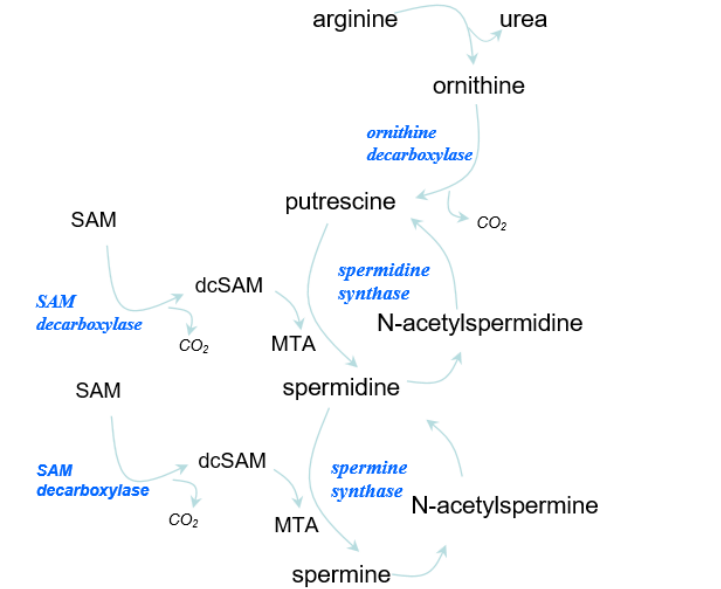 arginine
urea
ornithine
ornithine
decarboxylase
putrescine
CO₂
SAM
spermidine
synthase
dcSAM
SAM
decarboxylase
N-acetylspermidine
CO₂
MTA
spermidine
SAM
dcSAM
spermine
synthase
SAM
decarboxylase
N-acetylspermine
CO₂
MTA
spermine